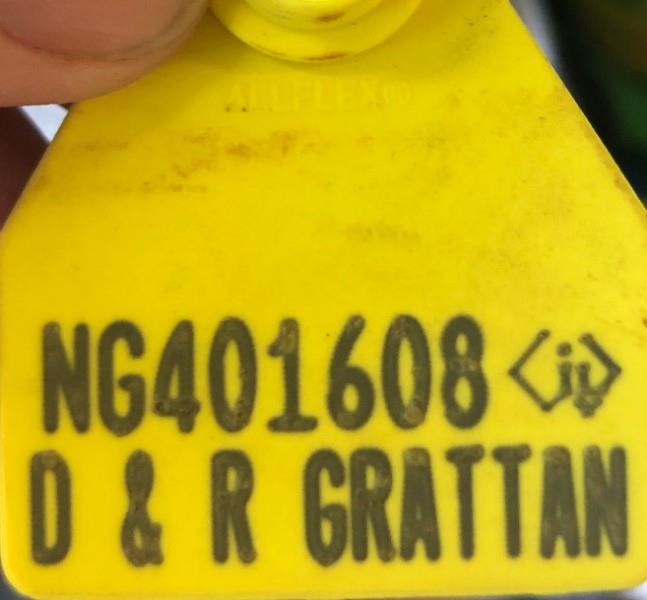 ALLFLEX®
NG401608
D & R GRATTAN